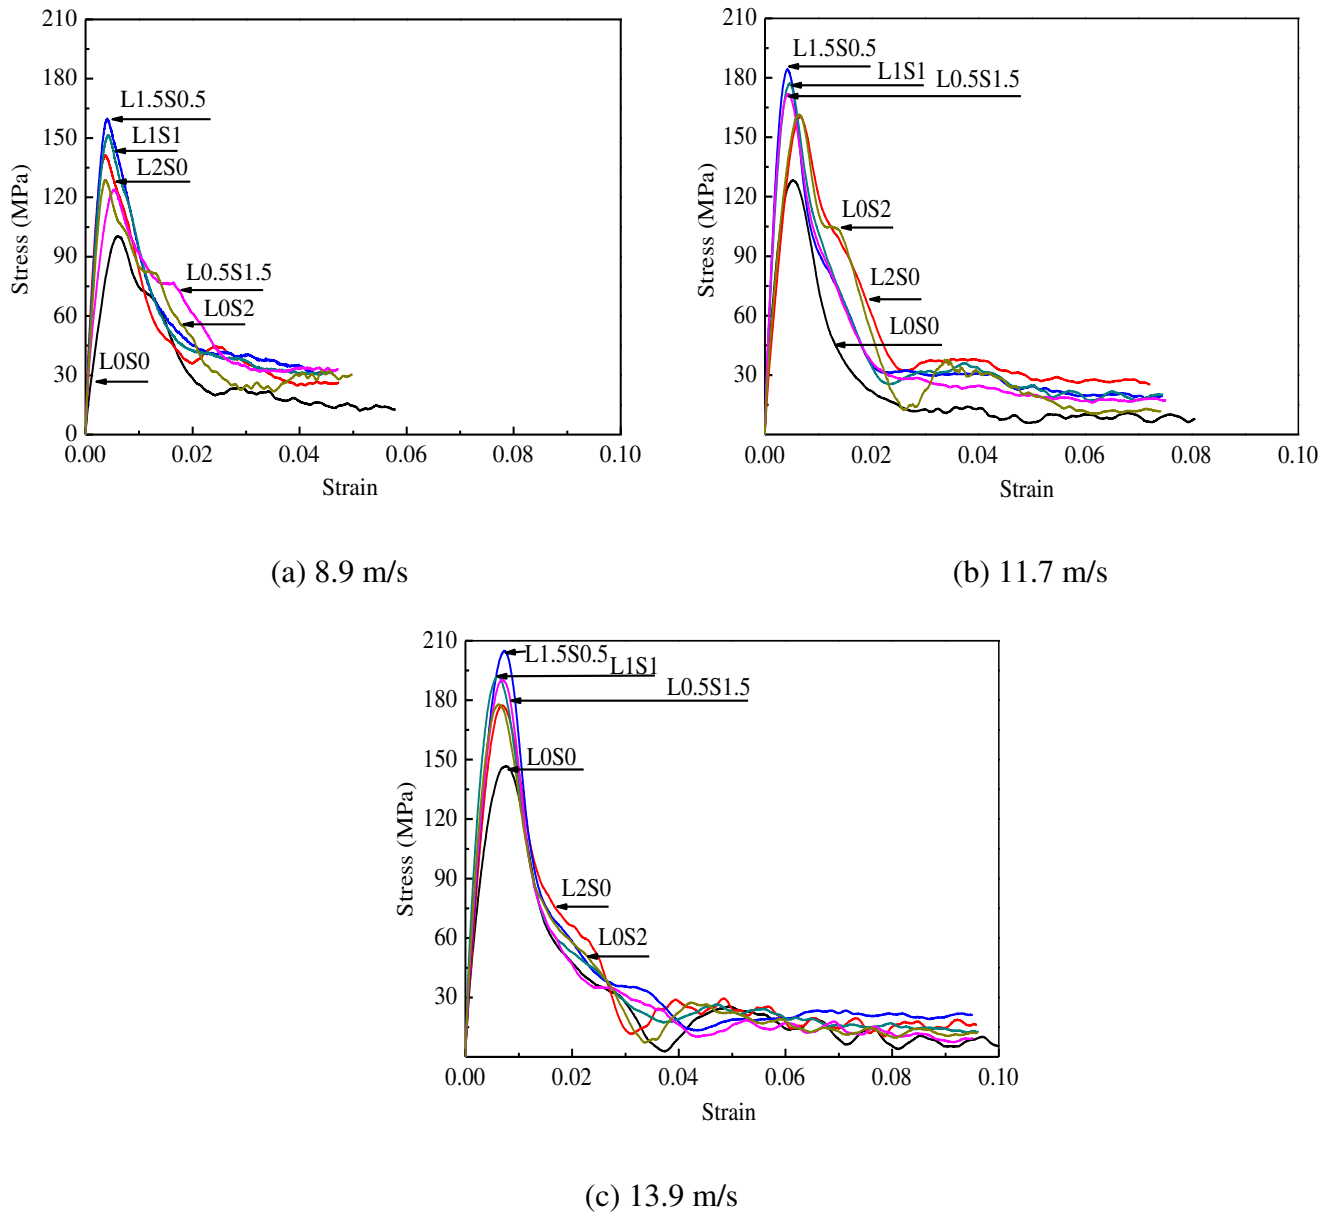 210
180
150
120
90
60
30
0
Stress (MPa)
L1.5S0.5
L1S1
L2S0
L0.5S1.5
L0S2
L0S0
0.00 0.02 0.04 0.06 0.08 0.10
Strain
(a) 8.9 m/s
210
180
150
120
90
60
30
Stress (MPa)
L1.5S0.5
L1S1
L0.5S1.5
L0S2
L2S0
L0S0
0.00 0.02 0.04 0.06 0.08 0.10
Strain
(b) 11.7 m/s
210
180
150
120
90
60
30
Stress (MPa)
L1.5S0.5
L1S1
L0.5S1.5
L0S0
L2S0
L0S2
0.00 0.02 0.04 0.06 0.08 0.10
Strain
(c) 13.9 m/s